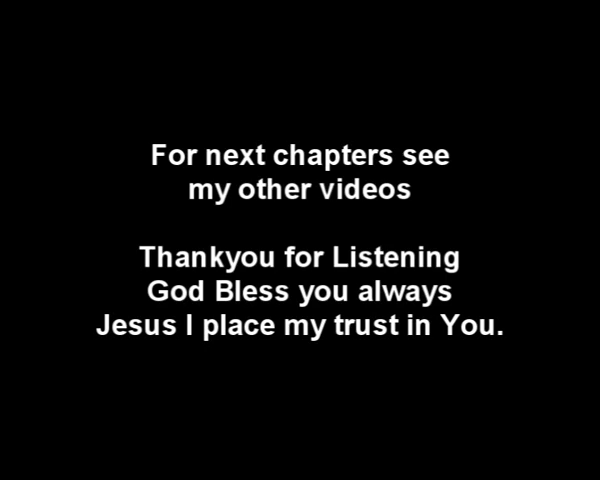 For next chapters see
my other videos
Thankyou for Listening
God Bless you always
Jesus I place my trust in You.